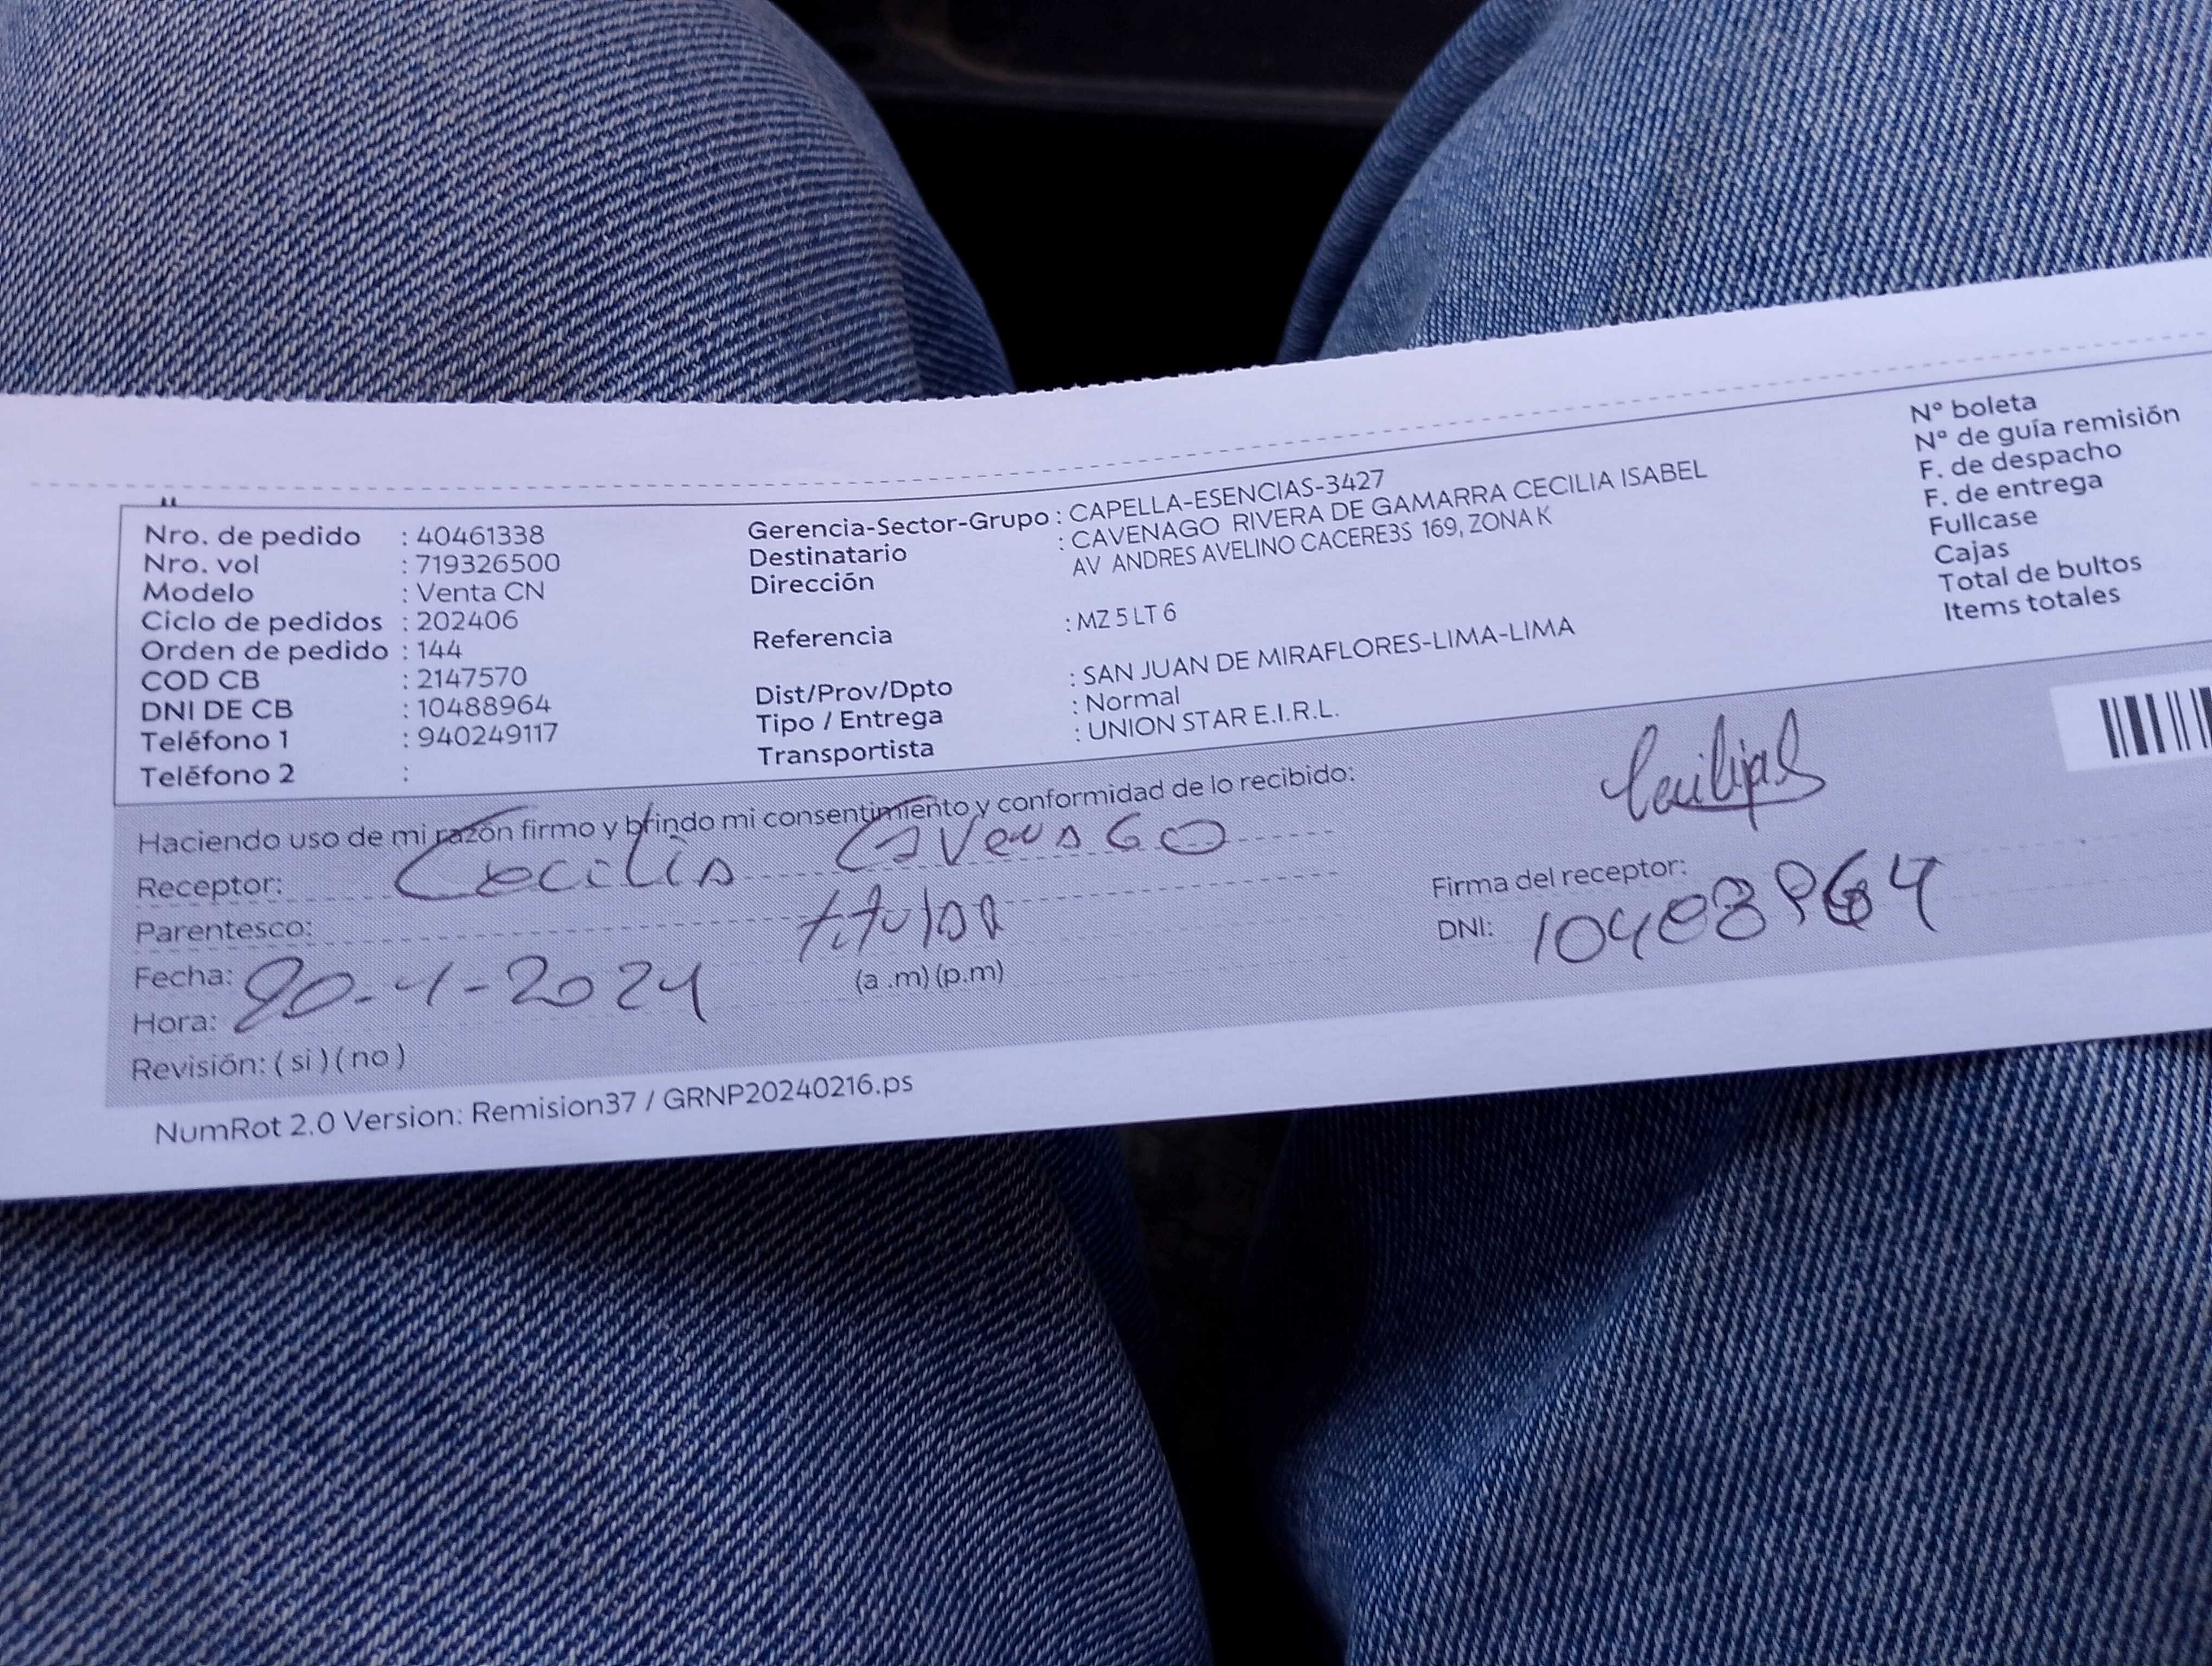 Nro. de pedido : 40461338
Nro. vol : 719326500
Modelo : Venta CN
Ciclo de pedidos : 202406
Orden de pedido : 144
COD CB : 2147570
DNI DE CB : 10488964
Teléfono 1 : 940249117
Teléfono 2 :
Gerencia-Sector-Grupo : CAPELLA-ESENCIAS-3427
Destinatario : CAVENAGO RIVERA DE GAMARRA CECILIA ISABEL
Dirección AV ANDRES AVELINO CACERE3S 169, ZONA K
Referencia : MZ 5 LT 6
Dist/Prov/Dpto : SAN JUAN DE MIRAFLORES-LIMA-LIMA
Tipo / Entrega : Normal
Transportista : UNION STAR E.I.R.L.
N° boleta
N° de guía remisión
F. de despacho
F. de entrega
Fullcase
Cajas
Total de bultos
Items totales
Haciendo uso de mi razón firmo y brindo mi consentimiento y conformidad de lo recibido:
Receptor: Cecilia Cavenago
Parentesco: titular
Fecha: 20-4-2024
Hora: (a .m) (p.m)
Revisión: ( si ) ( no )
Firma del receptor:
DNI: 10488964
NumRot 2.0 Version: Remision37 / GRNP20240216.ps